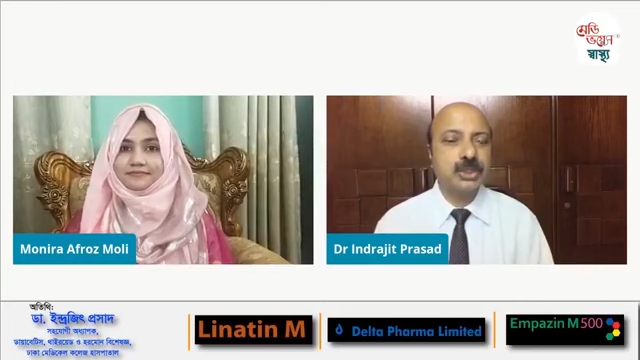 মেডি
ভয়েস
স্বাস্থ্য
Monira Afroz Moli
Dr Indrajit Prasad
অতিথি:
ডা. ইন্দ্রজিৎ প্রসাদ
সহযোগী অধ্যাপক,
ডায়াবেটিস, থাইরয়েড ও হরমোন বিশেষজ্ঞ,
ঢাকা মেডিকেল কলেজ হাসপাতাল
Linatin M
Delta Pharma Limited
Empazin M 500